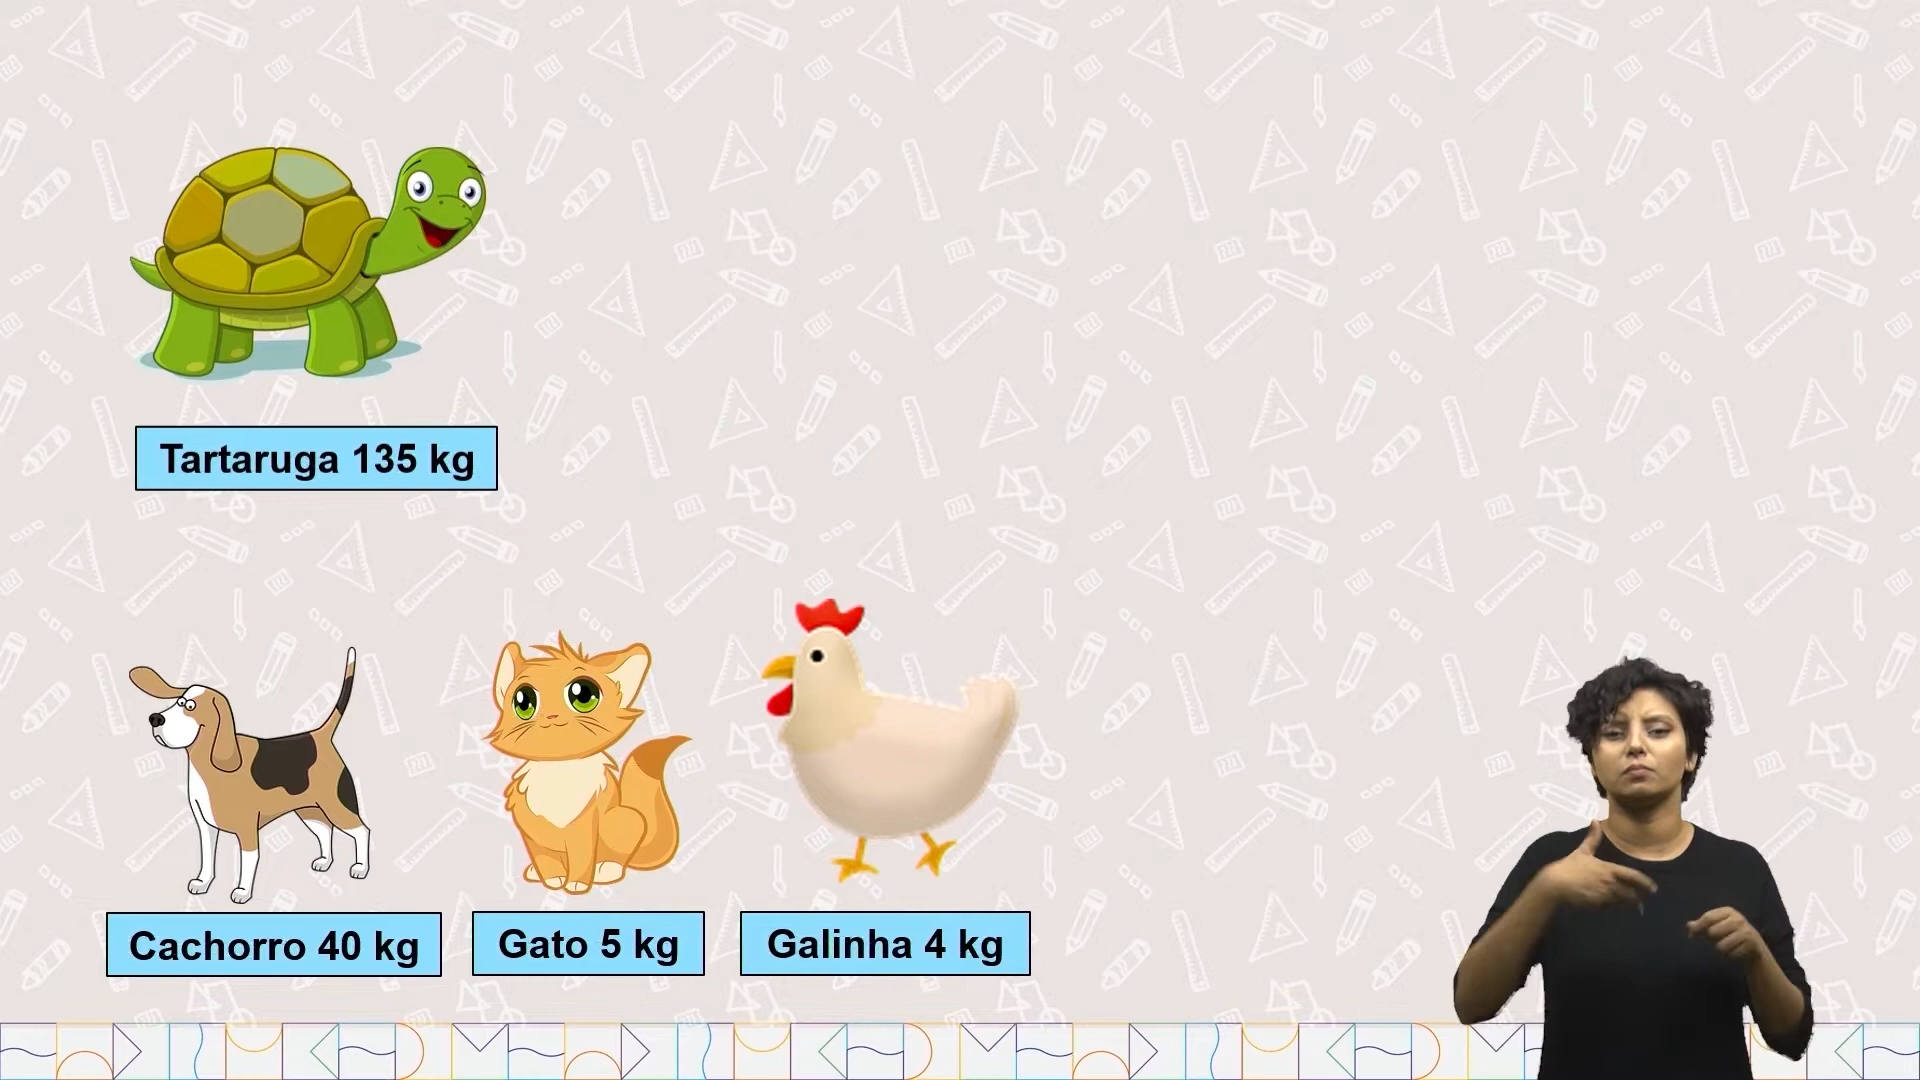 Tartaruga 135 kg
Cachorro 40 kg
Gato 5 kg
Galinha 4 kg